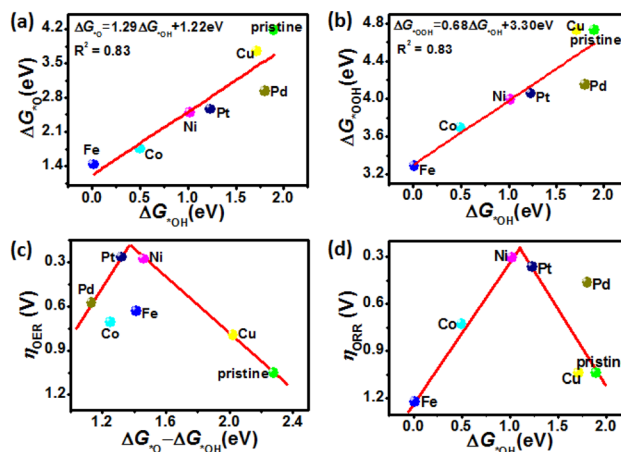 (a)
ΔG*O=1.29ΔG*OH+1.22eV
R² = 0.83
pristine
Cu
Pd
Pt
Ni
Co
Fe
4.2
3.5
2.8
2.1
1.4
ΔG*O(eV)
0.0 0.5 1.0 1.5 2.0
ΔG*OH(eV)
(b)
ΔG*OOH=0.68ΔG*OH+3.30eV
R² = 0.83
Cu
pristine
Pd
Ni
Pt
Co
Fe
4.8
4.4
4.0
3.6
3.2
ΔG*OOH(eV)
0.0 0.5 1.0 1.5 2.0
ΔG*OH(eV)
(c)
Pt
Ni
Pd
Fe
Co
Cu
pristine
0.3
0.6
0.9
1.2
ηOER (V)
1.2 1.6 2.0 2.4
ΔG*O−ΔG*OH(eV)
(d)
Ni
Pt
Pd
Co
pristine
Cu
Fe
0.3
0.6
0.9
1.2
ηORR (V)
0.0 0.5 1.0 1.5 2.0
ΔG*OH(eV)